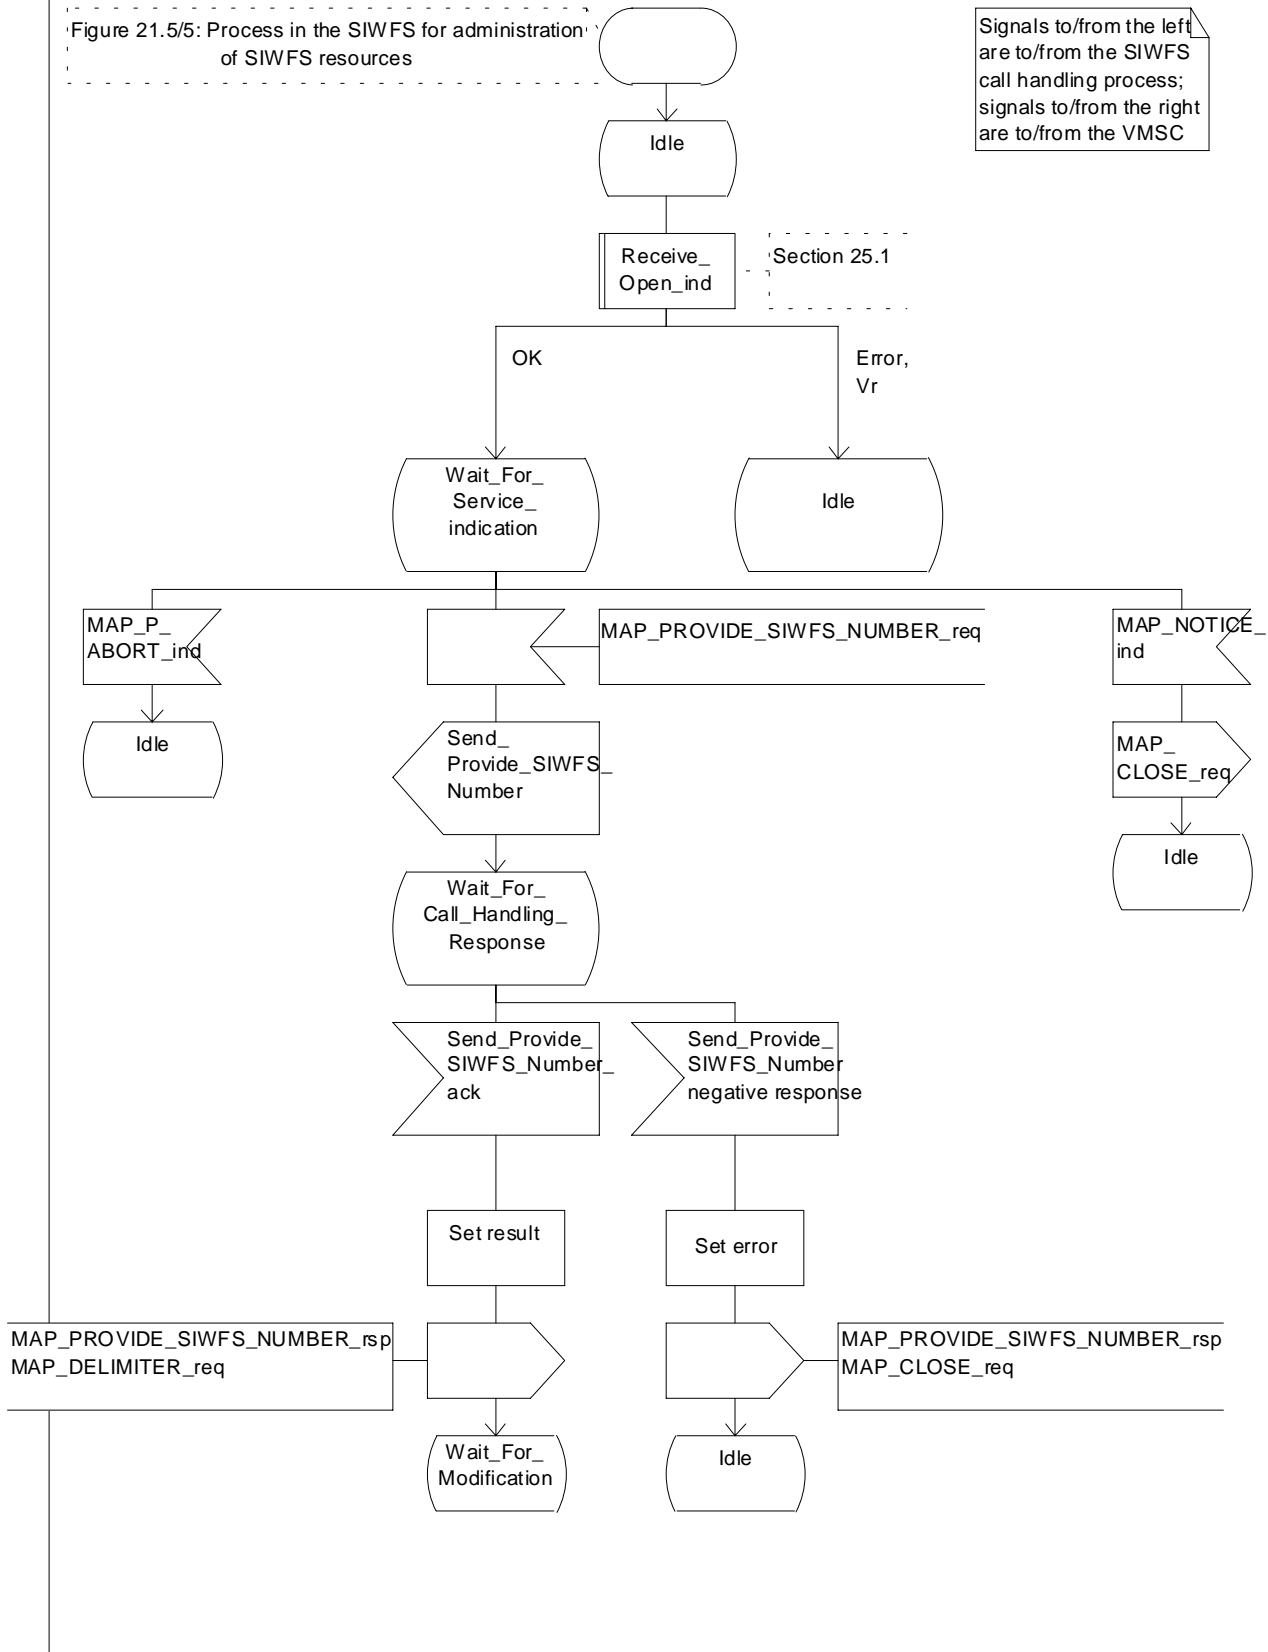 Figure 21.5/5: Process in the SIWFS for administration
of SIWFS resources
Signals to/from the left
are to/from the SIWFS
call handling process;
signals to/from the right
are to/from the VMSC
Idle
Receive_
Open_ind
Section 25.1
OK
Error,
Vr
Wait_For_
Service_
indication
Idle
MAP_P_
ABORT_ind
MAP_PROVIDE_SIWFS_NUMBER_req
MAP_NOTICE_
ind
Idle
Send_
Provide_SIWFS_
Number
MAP_
CLOSE_req
Idle
Wait_For_
Call_Handling_
Response
Send_Provide_
SIWFS_Number_
ack
Send_Provide_
SIWFS_Number
negative response
Set result
Set error
MAP_PROVIDE_SIWFS_NUMBER_rsp
MAP_DELIMITER_req
MAP_PROVIDE_SIWFS_NUMBER_rsp
MAP_CLOSE_req
Wait_For_
Modification
Idle